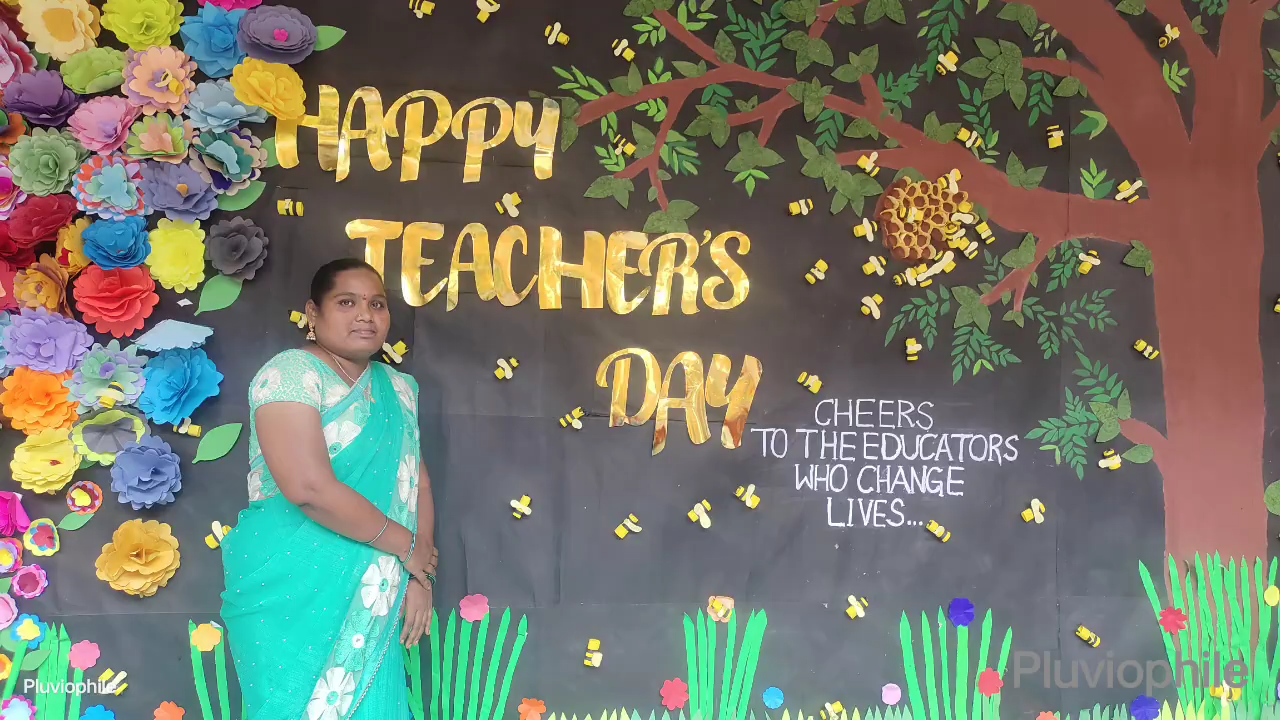 HAPPY
TEACHER'S
DAY
CHEERS
TO THE EDUCATORS
WHO CHANGE
LIVES...
Pluviophile
Pluviophile